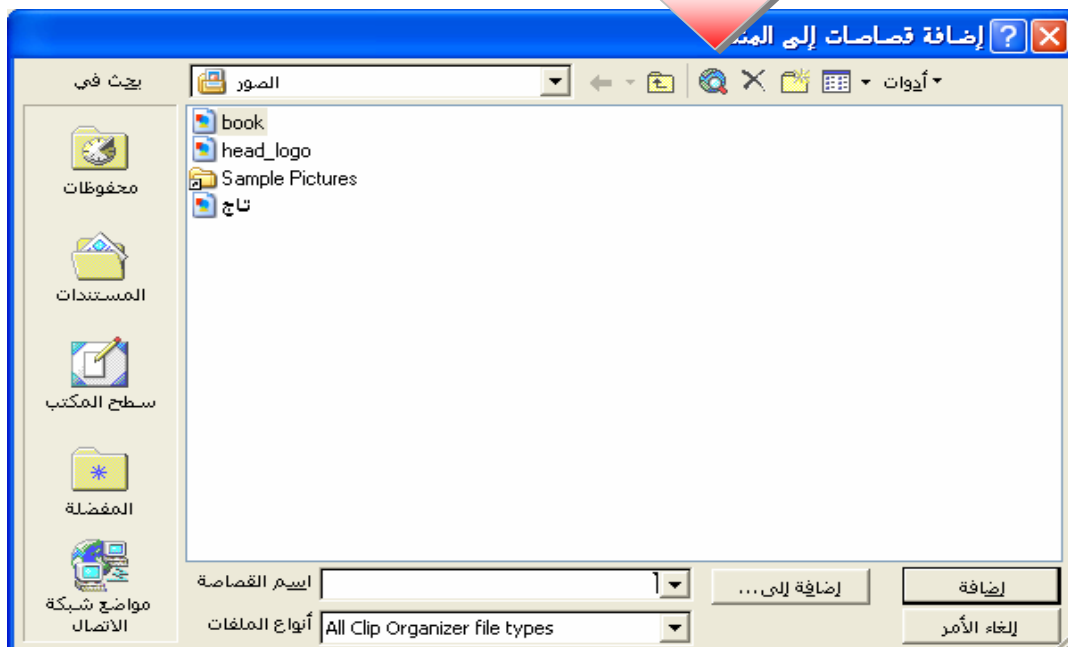 إضافة قصاصات إلى
أدوات
بحث في
الصور
book
head_logo
Sample Pictures
تاج
محفوظات
المستندات
سطح المكتب
المفضلة
مواضع شبكة
الاتصال
اسم القصاصة
إضافة إلى...
إضافة
أنواع الملفات
All Clip Organizer file types
إلغاء الأمر